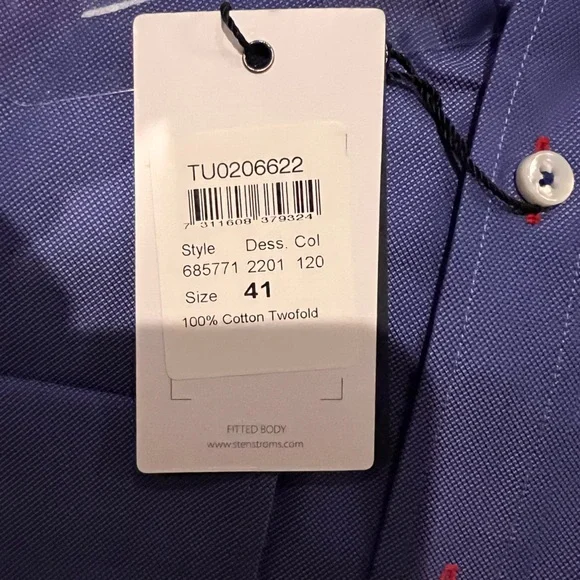 TU0206622
7 311608 379324
Style Dess. Col
685771 2201 120
Size 41
100% Cotton Twofold
FITTED BODY
www.stenstroms.com